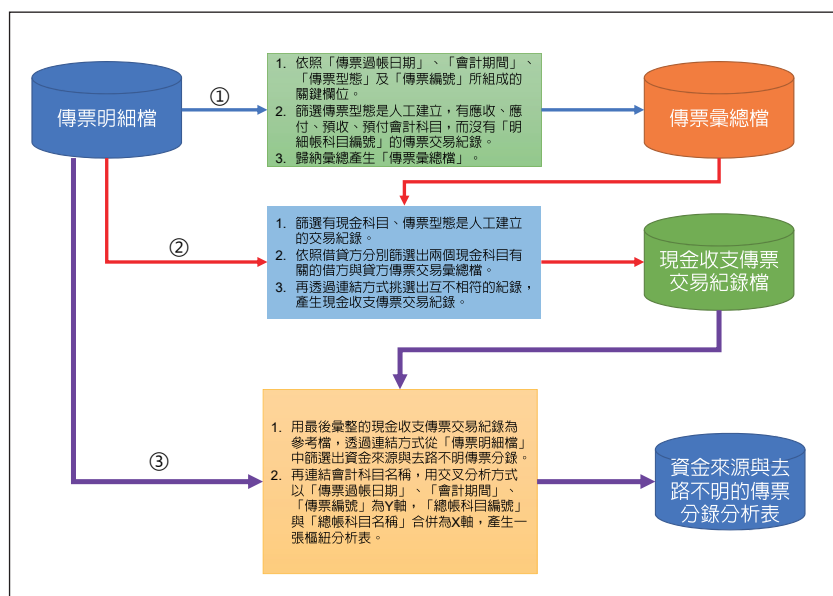 傳票明細檔
①
1. 依照「傳票過帳日期」、「會計期間」、
「傳票型態」及「傳票編號」所組成的
關鍵欄位。
2. 篩選傳票型態是人工建立,有應收、應
付、預收、預付會計科目,而沒有「明
細帳科目編號」的傳票交易紀錄。
3. 歸納彙總產生「傳票彙總檔」。
傳票彙總檔
②
1. 篩選有現金科目、傳票型態是人工建立
的交易紀錄。
2. 依照借貸方分別篩選出兩個現金科目有
關的借方與貸方傳票交易彙總檔。
3. 再透過連結方式挑選出互不相符的紀錄,
產生現金收支傳票交易紀錄。
現金收支傳票
交易紀錄檔
③
1. 用最後彙整的現金收支傳票交易紀錄為
參考檔,透過連結方式從「傳票明細檔」
中篩選出資金來源與去路不明傳票分錄。
2. 再連結會計科目名稱,用交叉分析方式
以「傳票過帳日期」、「會計期間」、
「傳票編號」為Y軸,「總帳科目編號」
與「總帳科目名稱」合併為X軸,產生一
張樞紐分析表。
資金來源與去
路不明的傳票
分錄分析表